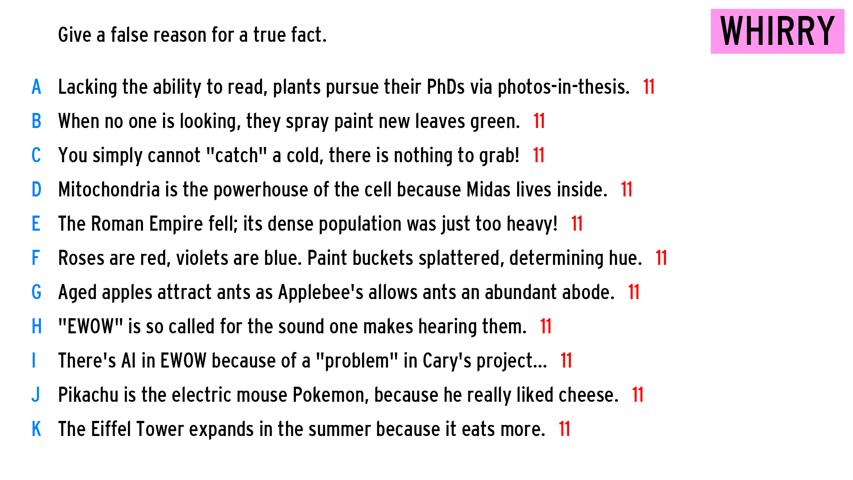 Give a false reason for a true fact.
WHIRRY
A Lacking the ability to read, plants pursue their PhDs via photos-in-thesis. 11
B When no one is looking, they spray paint new leaves green. 11
C You simply cannot "catch" a cold, there is nothing to grab! 11
D Mitochondria is the powerhouse of the cell because Midas lives inside. 11
E The Roman Empire fell; its dense population was just too heavy! 11
F Roses are red, violets are blue. Paint buckets splattered, determining hue. 11
G Aged apples attract ants as Applebee's allows ants an abundant abode. 11
H "EWOW" is so called for the sound one makes hearing them. 11
I There's AI in EWOW because of a "problem" in Cary's project... 11
J Pikachu is the electric mouse Pokemon, because he really liked cheese. 11
K The Eiffel Tower expands in the summer because it eats more. 11